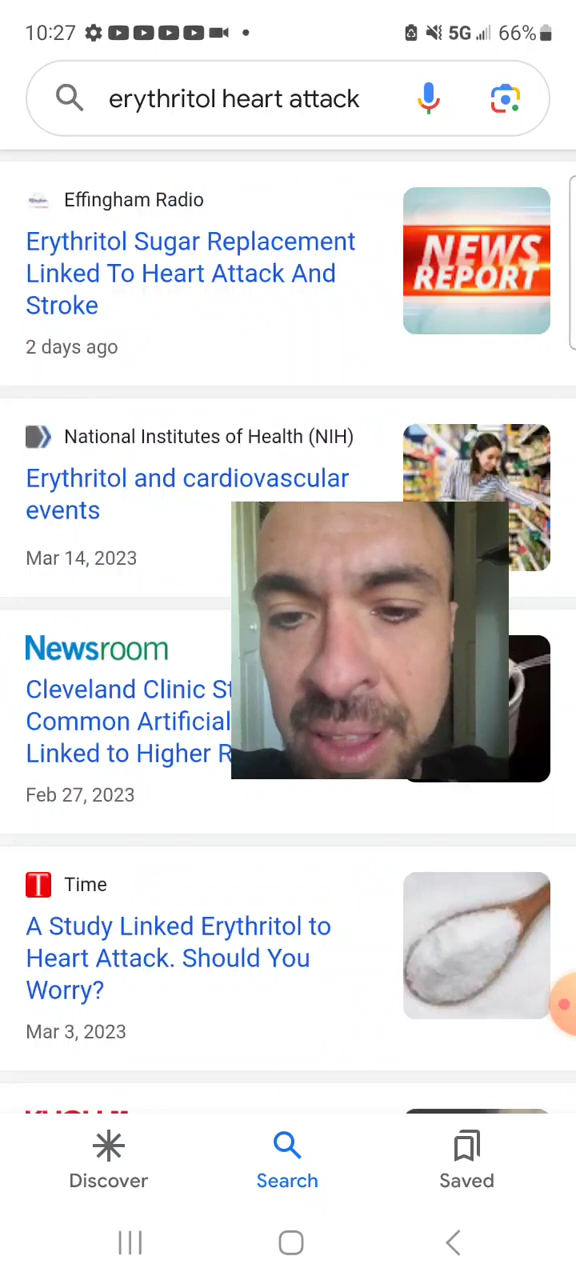 10:27 5G 66%
erythritol heart attack
Effingham Radio
Erythritol Sugar Replacement
Linked To Heart Attack And
Stroke
2 days ago
NEWS
REPORT
National Institutes of Health (NIH)
Erythritol and cardiovascular
events
Mar 14, 2023
Newsroom
Cleveland Clinic
Common Artificial
Linked to Higher
Feb 27, 2023
T Time
A Study Linked Erythritol to
Heart Attack. Should You
Worry?
Mar 3, 2023
Discover Search Saved